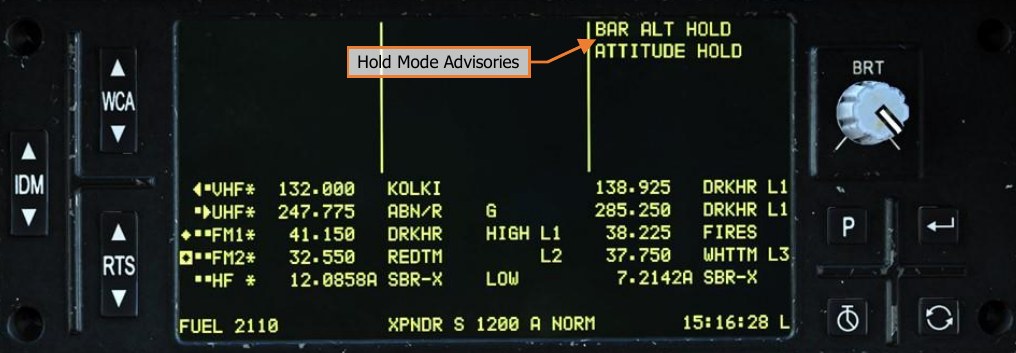 BAR ALT HOLD
ATTITUDE HOLD
Hold Mode Advisories
BRT
WCA
IDM
RTS
P
VHF* 132.000 KOLKI 138.925 DRKHR L1
UHF* 247.775 ABN/R G 285.250 DRKHR L1
FM1* 41.150 DRKHR HIGH L1 38.225 FIRES
FM2* 32.550 REDTM L2 37.750 WHTTM L3
HF * 12.0858A SBR-X LOW 7.2142A SBR-X
FUEL 2110 XPNDR S 1200 A NORM 15:16:28 L